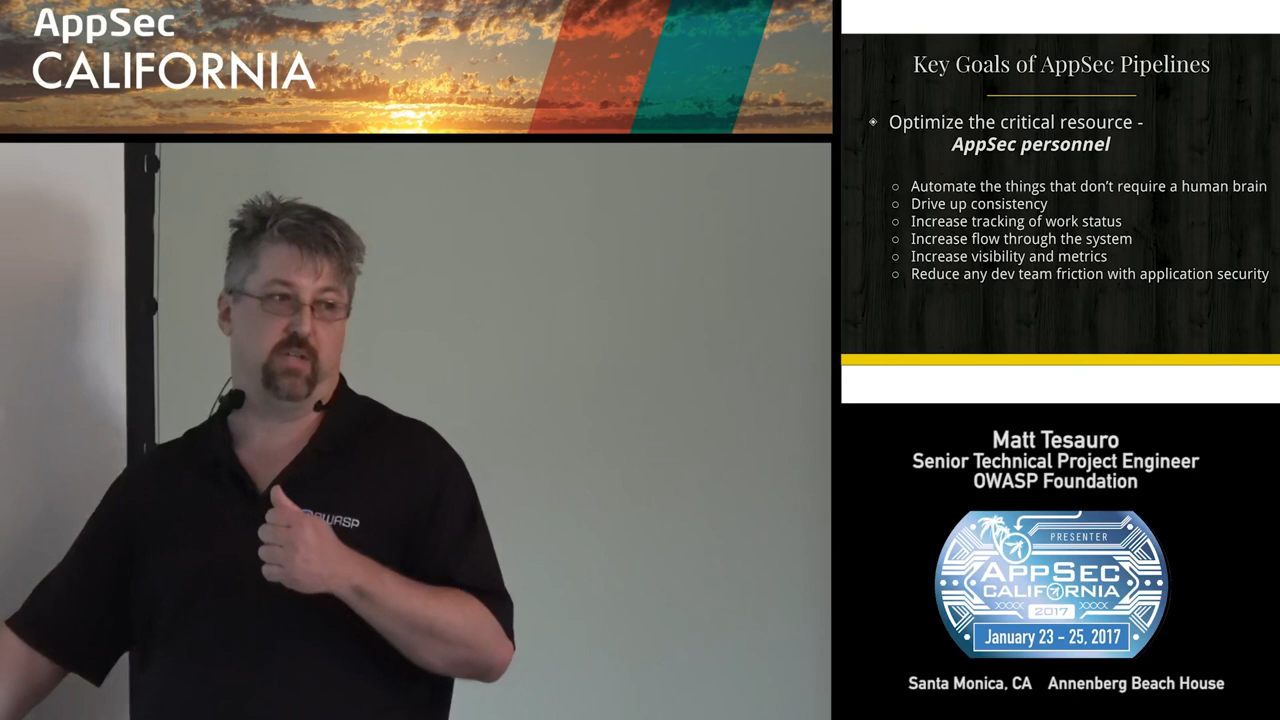 AppSec
CALIFORNIA
Key Goals of AppSec Pipelines
Optimize the critical resource -
AppSec personnel
Automate the things that don't require a human brain
Drive up consistency
Increase tracking of work status
Increase flow through the system
Increase visibility and metrics
Reduce any dev team friction with application security
OWASP
Matt Tesauro
Senior Technical Project Engineer
OWASP Foundation
PRESENTER
APPSEC
CALIFORNIA
2017
January 23 - 25, 2017
Santa Monica, CA Annenberg Beach House